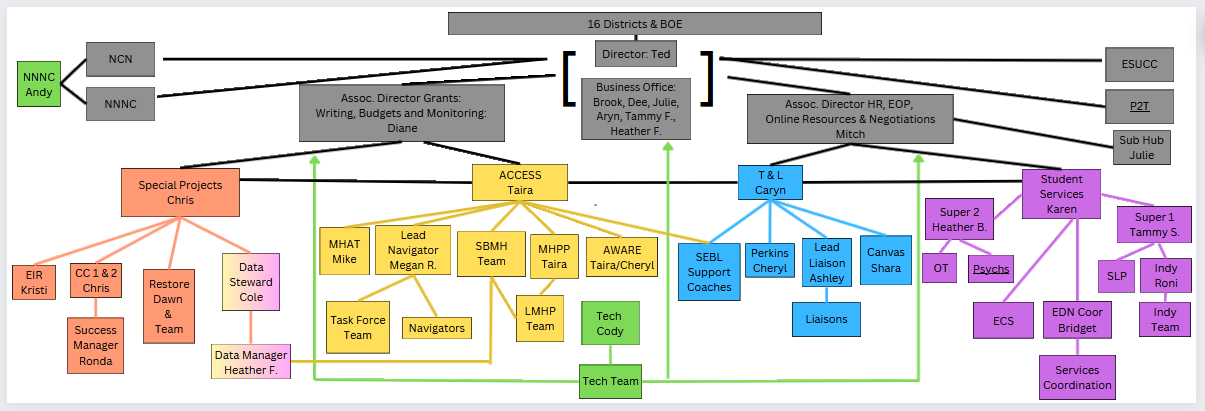 16 Districts & BOE
NCN
NNNC
Andy
NNNC
Director: Ted
Business Office:
Brook, Dee, Julie,
Aryn, Tammy F.,
Heather F.
Assoc. Director Grants:
Writing, Budgets and Monitoring:
Diane
Assoc. Director HR, EOP,
Online Resources & Negotiations
Mitch
ESUCC
P2T
Sub Hub
Julie
Special Projects
Chris
ACCESS
Taira
T & L
Caryn
Student
Services
Karen
EIR
Kristi
CC 1 & 2
Chris
Restore
Dawn
&
Team
Data
Steward
Cole
Success
Manager
Ronda
Data Manager
Heather F.
MHAT
Mike
Lead
Navigator
Megan R.
SBMH
Team
MHPP
Taira
AWARE
Taira/Cheryl
Task Force
Team
Navigators
LMHP
Team
Tech
Cody
Tech Team
SEBL
Support
Coaches
Perkins
Cheryl
Lead
Liaison
Ashley
Canvas
Shara
Liaisons
Super 2
Heather B.
Super 1
Tammy S.
OT
Psychs
SLP
Indy
Roni
ECS
EDN Coor
Bridget
Indy
Team
Services
Coordination